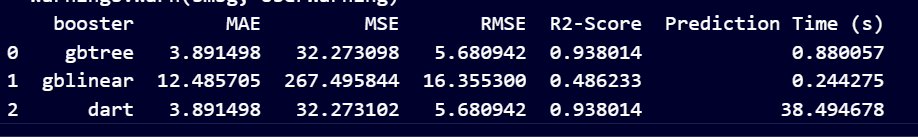 booster MAE MSE RMSE R2-Score Prediction Time (s)
0 gbtree 3.891498 32.273098 5.680942 0.938014 0.880057
1 gblinear 12.485705 267.495844 16.355300 0.486233 0.244275
2 dart 3.891498 32.273102 5.680942 0.938014 38.494678